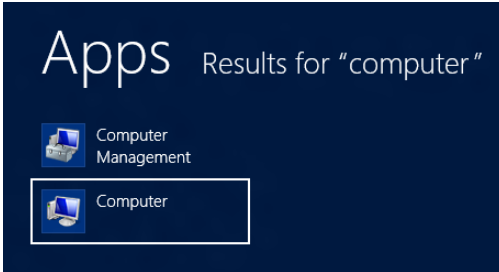 Apps Results for “computer”
Computer
Management
Computer